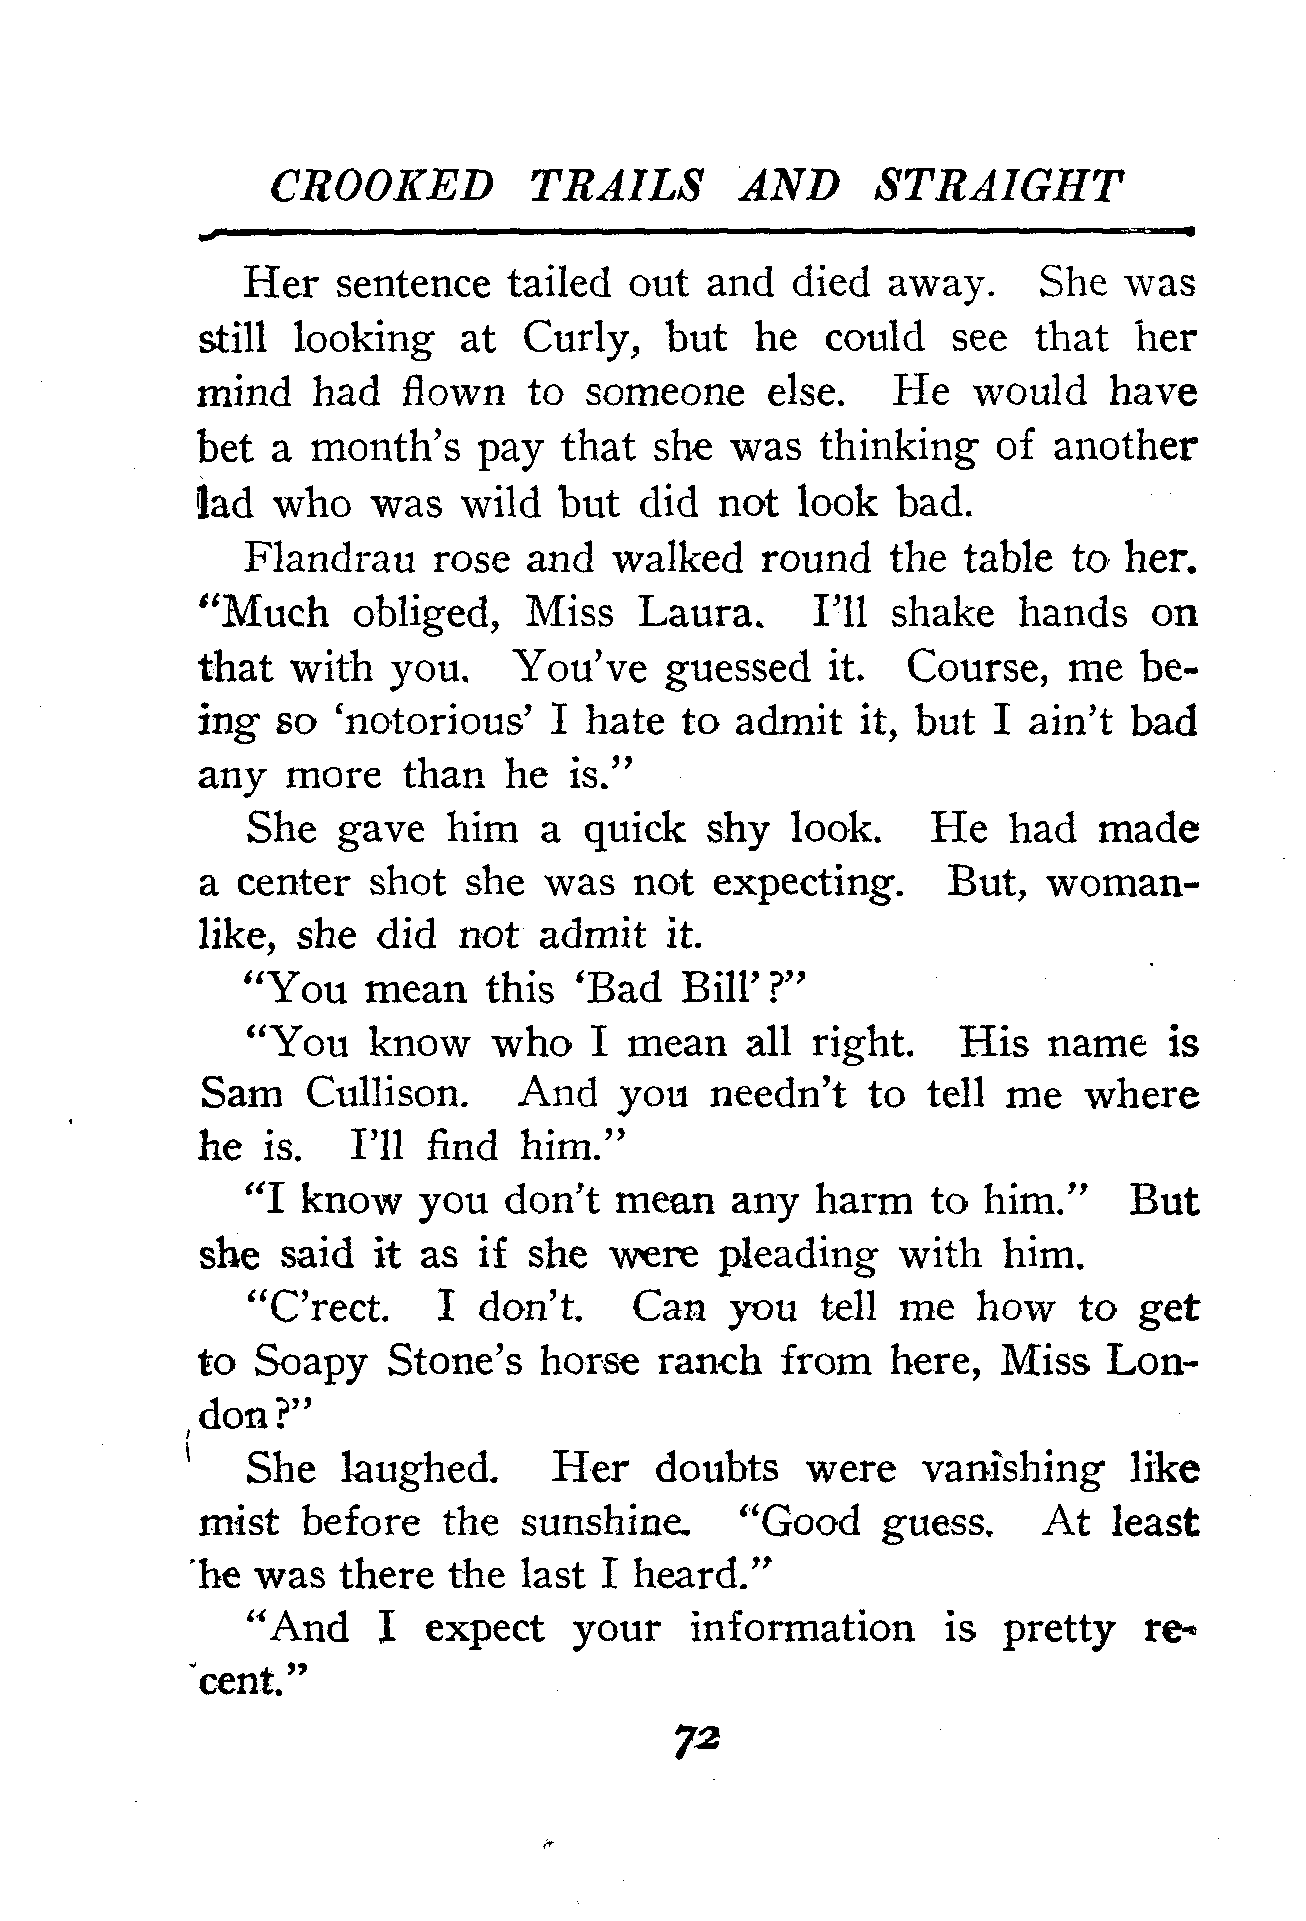 CROOKED TRAILS AND STRAIGHT
Her sentence tailed out and died away. She was
still looking at Curly, but he could see that her
mind had flown to someone else. He would have
bet a month's pay that she was thinking of another
lad who was wild but did not look bad.
Flandrau rose and walked round the table to her.
“Much obliged, Miss Laura. I'll shake hands on
that with you. You've guessed it. Course, me be-
ing so ‘notorious’ I hate to admit it, but I ain't bad
any more than he is.”
She gave him a quick shy look. He had made
a center shot she was not expecting. But, woman-
like, she did not admit it.
“You mean this ‘Bad Bill’?”
“You know who I mean all right. His name is
Sam Cullison. And you needn't to tell me where
he is. I'll find him.”
“I know you don't mean any harm to him.” But
she said it as if she were pleading with him.
“C'rect. I don't. Can you tell me how to get
to Soapy Stone's horse ranch from here, Miss Lon-
don?”
She laughed. Her doubts were vanishing like
mist before the sunshine. “Good guess. At least
he was there the last I heard.”
“And I expect your information is pretty re-
cent.”
72